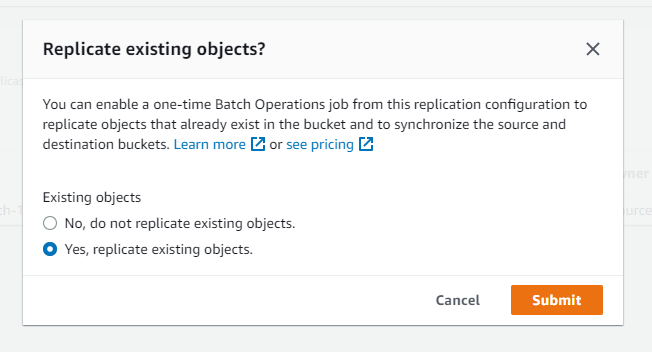 Replicate existing objects?
You can enable a one-time Batch Operations job from this replication configuration to
replicate objects that already exist in the bucket and to synchronize the source and
destination buckets. Learn more or see pricing
Existing objects
No, do not replicate existing objects.
Yes, replicate existing objects.
Cancel Submit